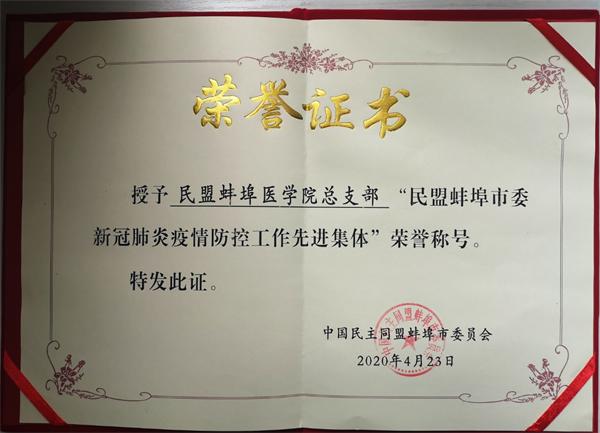 荣誉证书
授予 民盟蚌埠医学院总支部 “民盟蚌埠市委
新冠肺炎疫情防控工作先进集体”荣誉称号。
特发此证。
中国民主同盟蚌埠市委员会
2020年4月23日